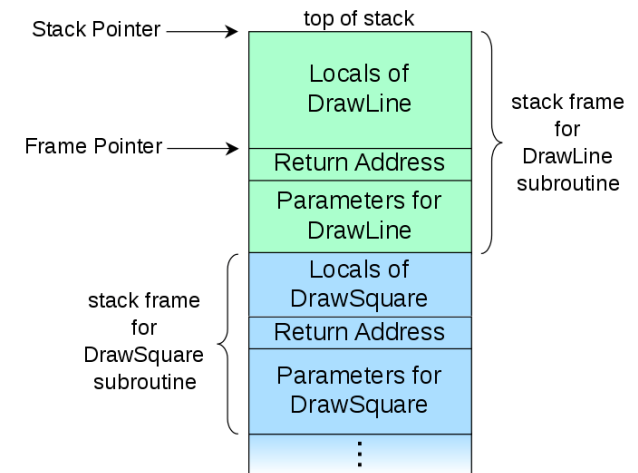 top of stack
Stack Pointer
Locals of
DrawLine
stack frame
for
DrawLine
subroutine
Frame Pointer
Return Address
Parameters for
DrawLine
Locals of
DrawSquare
stack frame
for
DrawSquare
subroutine
Return Address
Parameters for
DrawSquare
⋮